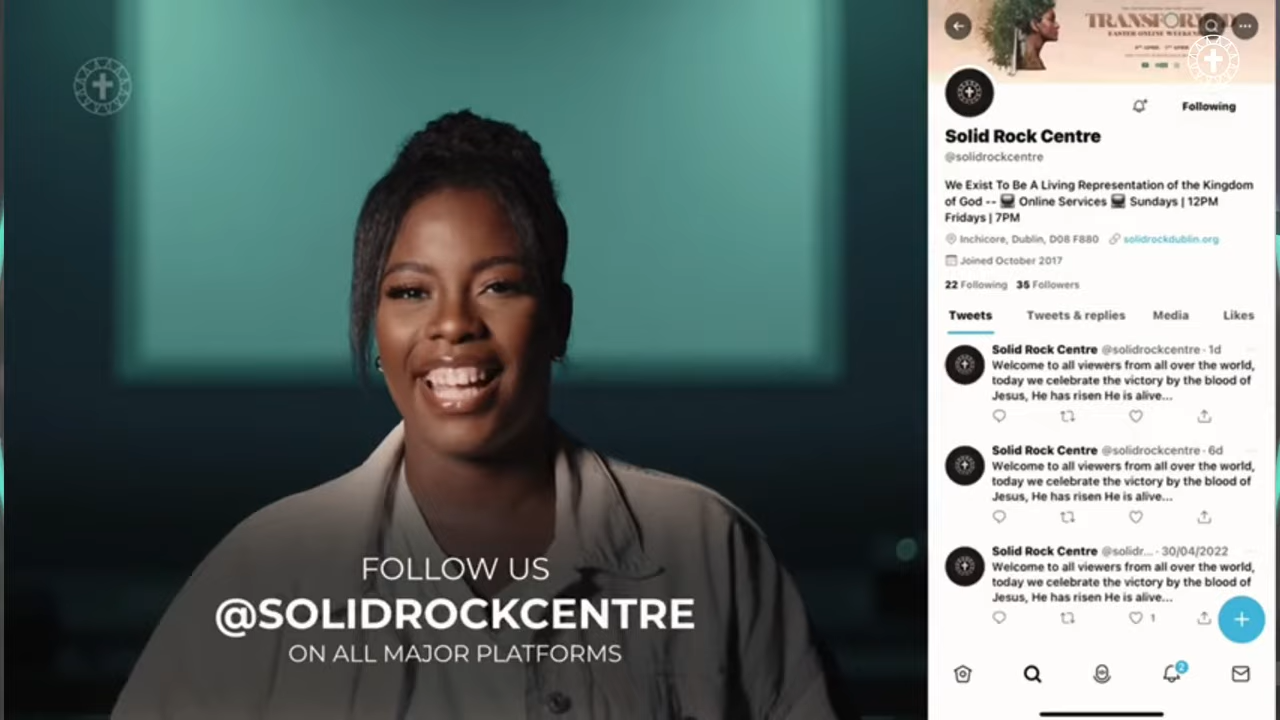 FOLLOW US
@SOLIDROCKCENTRE
ON ALL MAJOR PLATFORMS
EASTER ONLINE WEEKEND
Following
Solid Rock Centre
@solidrockcentre
We Exist To Be A Living Representation of the Kingdom
of God -- Online Services Sundays | 12PM
Fridays | 7PM
Inchicore, Dublin, D08 F880 solidrockdublin.org
Joined October 2017
22 Following 35 Followers
Tweets Tweets & replies Media Likes
Solid Rock Centre @solidrockcentre · 1d
Welcome to all viewers from all over the world,
today we celebrate the victory by the blood of
Jesus, He has risen He is alive...
Solid Rock Centre @solidrockcentre · 6d
Welcome to all viewers from all over the world,
today we celebrate the victory by the blood of
Jesus, He has risen He is alive...
Solid Rock Centre @solidr... · 30/04/2022
Welcome to all viewers from all over the world,
today we celebrate the victory by the blood of
Jesus, He has risen He is alive...
1
2